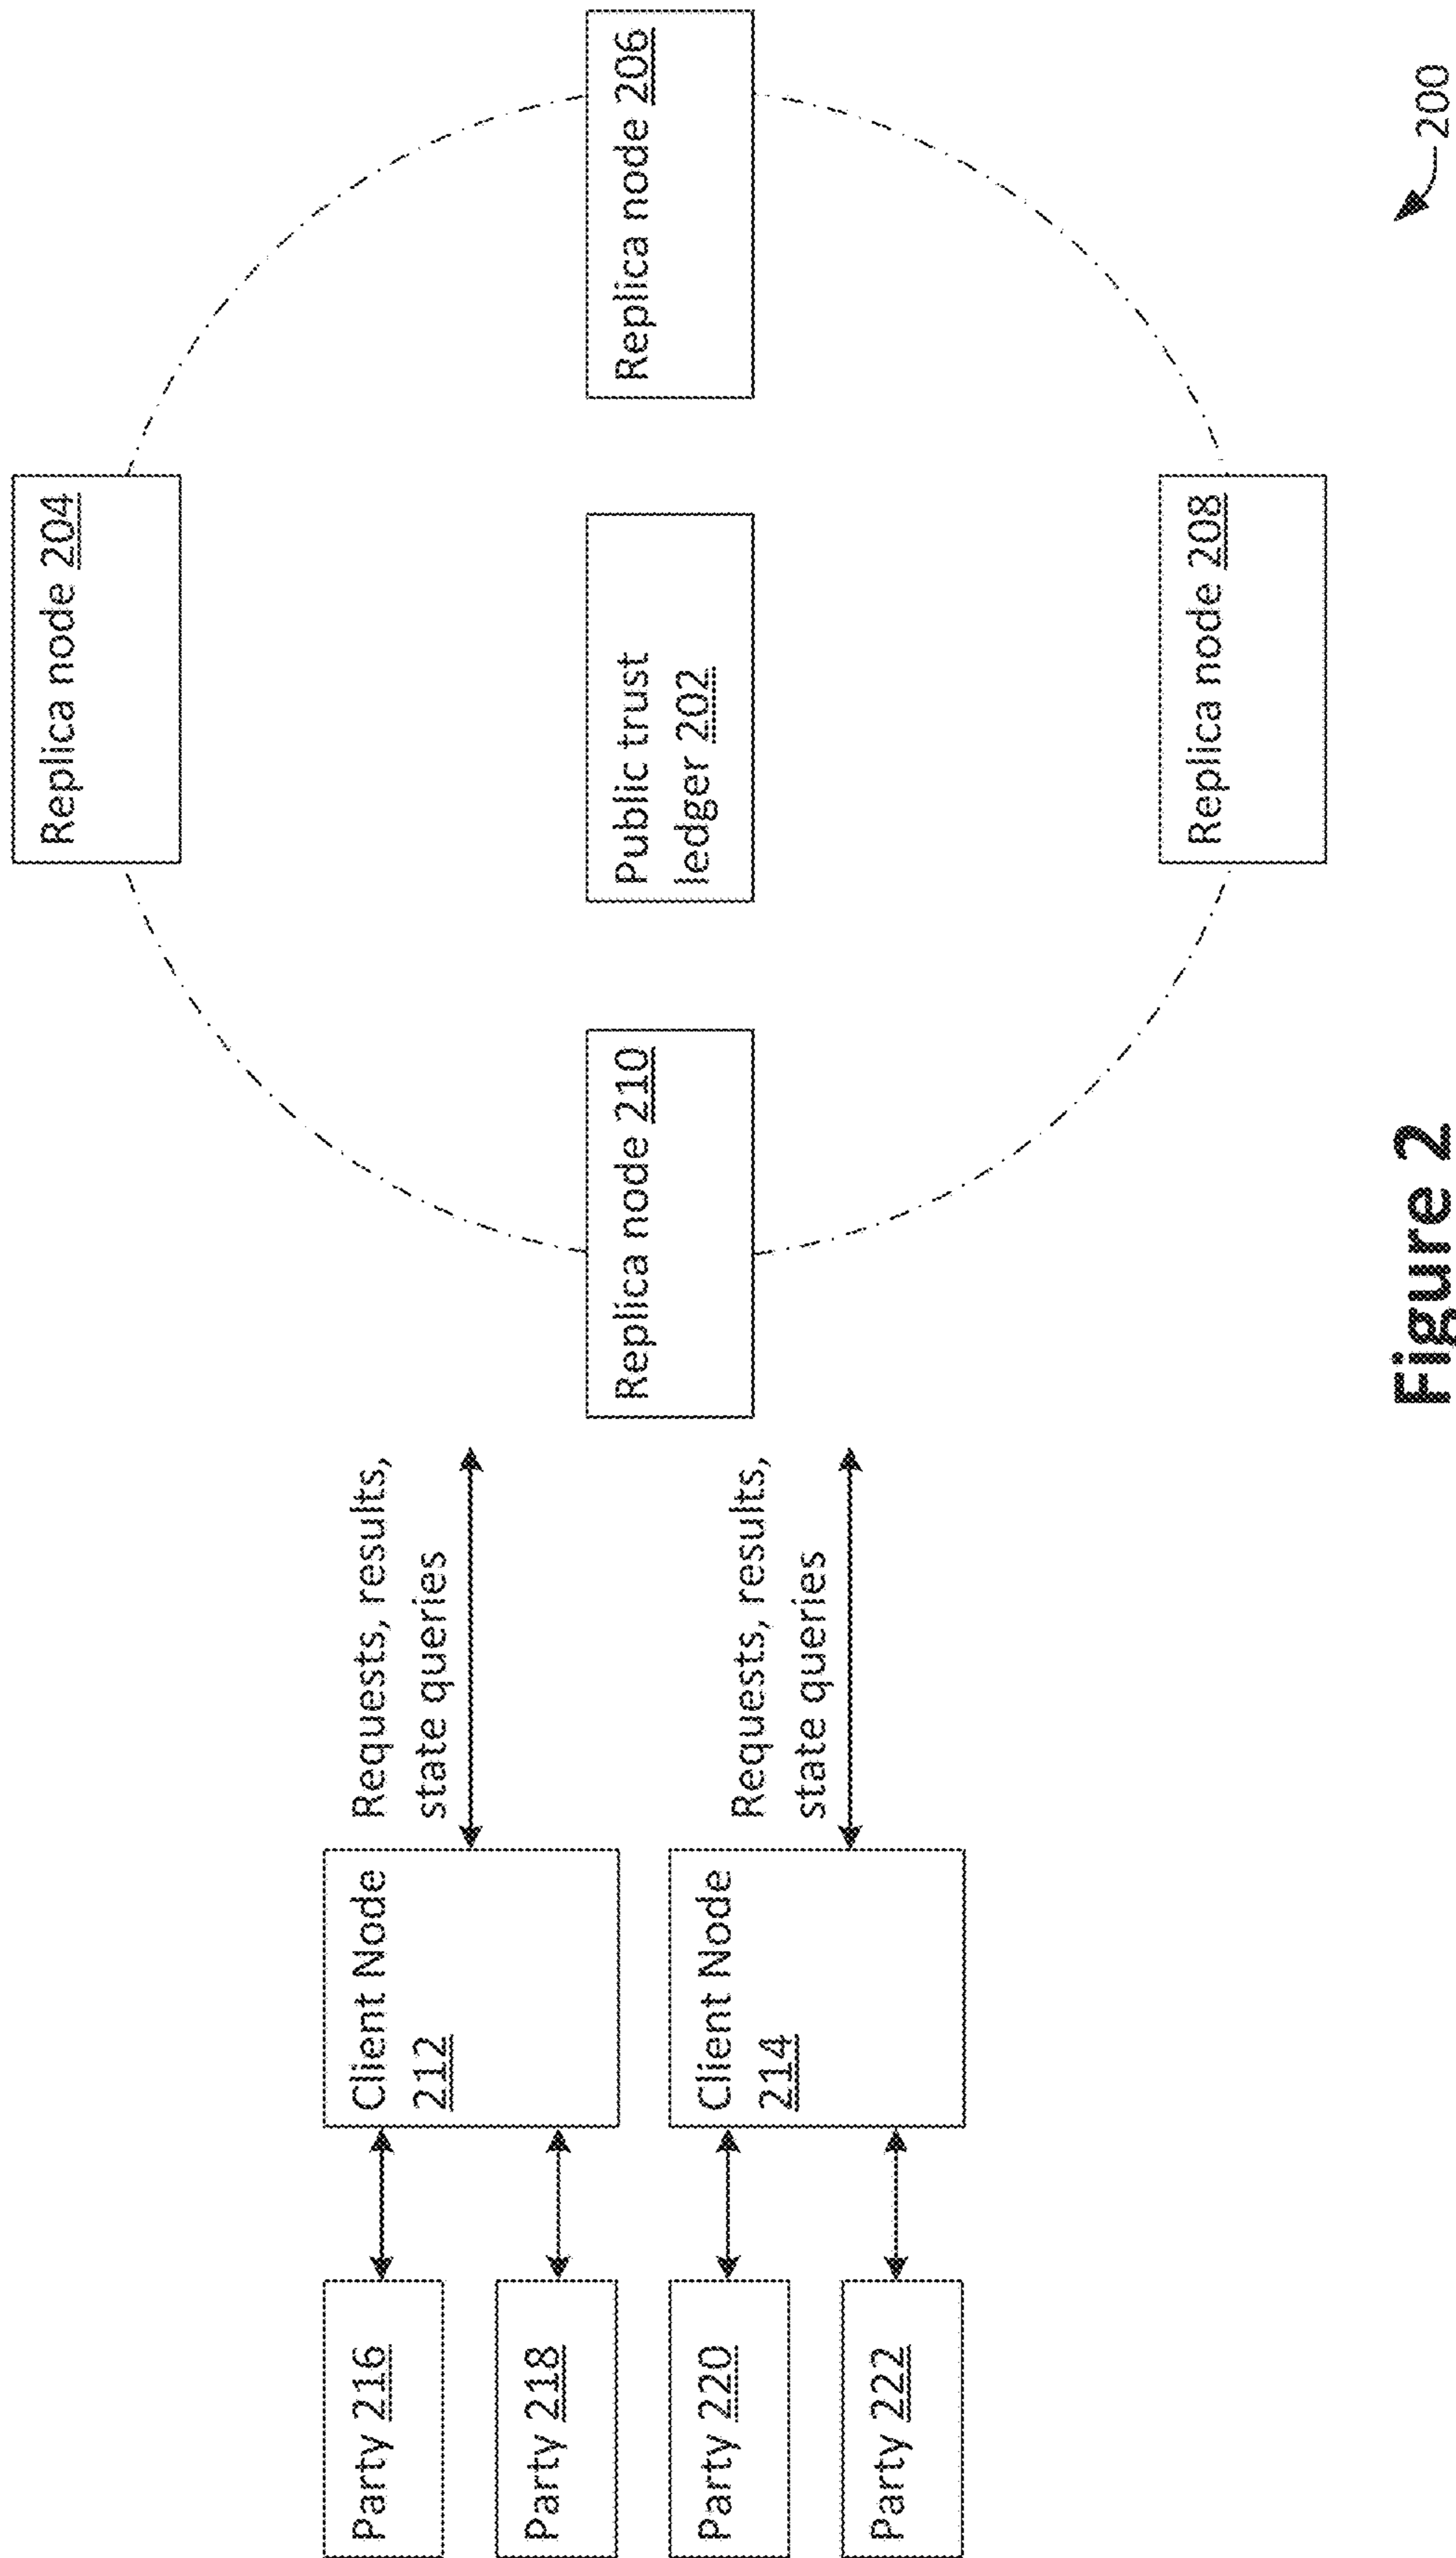 Replica node 204
Requests, results,
state queries
Party 216
Client Node
212
Party 218
Replica node 210
Public trust
ledger 202
Replica node 206
Party 220
Client Node
214
Requests, results,
state queries
Party 222
Replica node 208
Figure 2
200